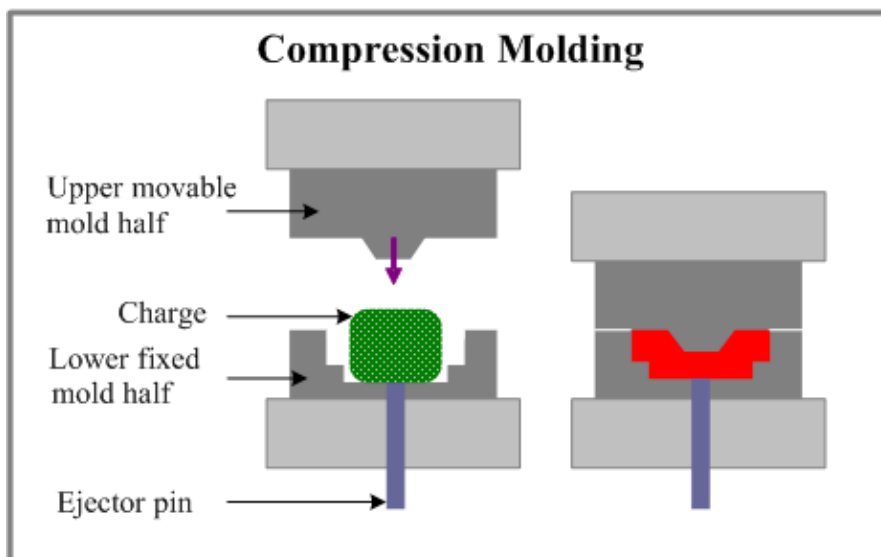 Compression Molding
Upper movable
mold half
Charge
Lower fixed
mold half
Ejector pin